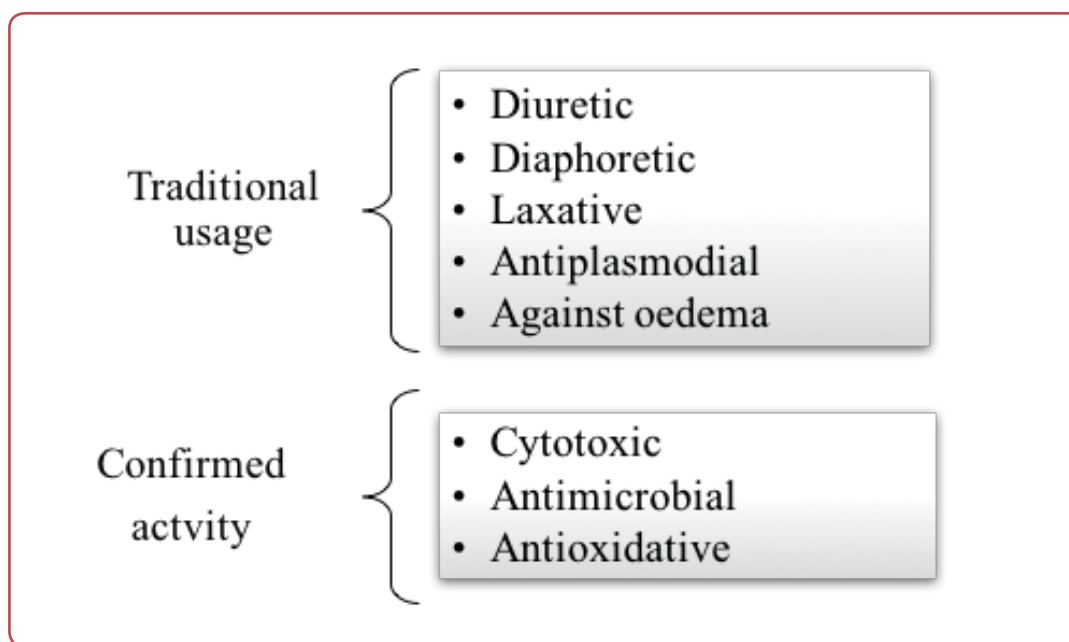 Traditional
usage
• Diuretic
• Diaphoretic
• Laxative
• Antiplasmodial
• Against oedema
Confirmed
actvity
• Cytotoxic
• Antimicrobial
• Antioxidative